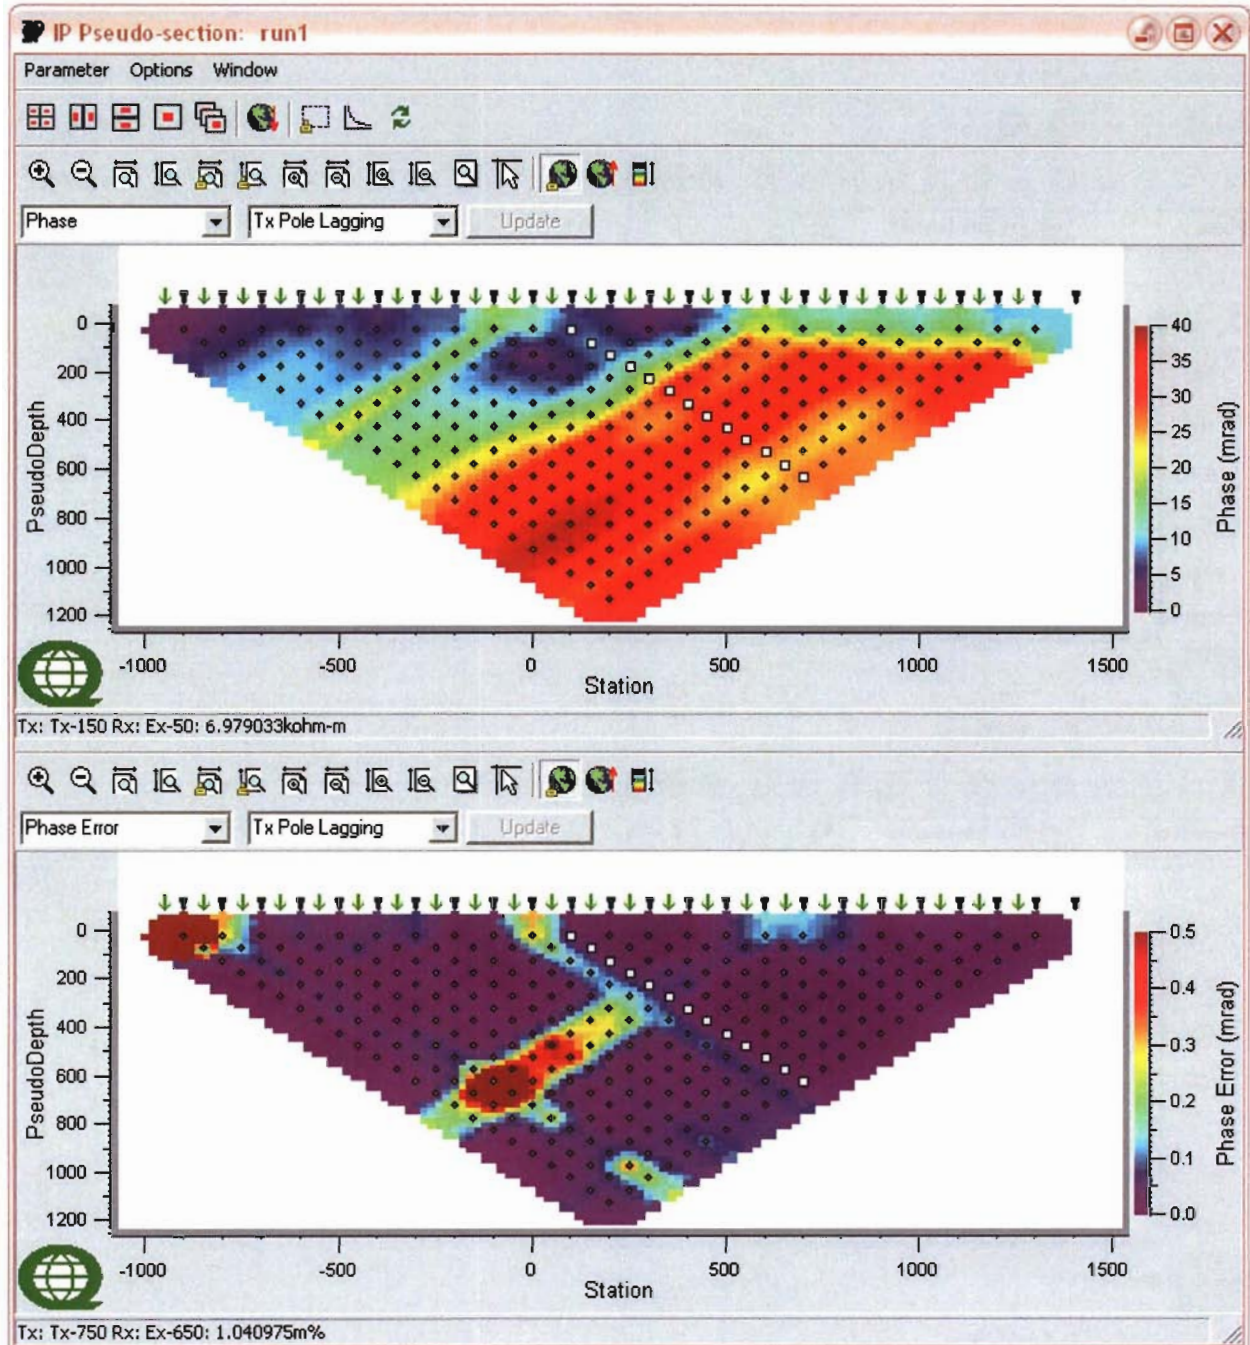 IP Pseudo-section: run1
Parameter Options Window
Phase Tx Pole Lagging Update
0
200
400
600
800
1000
1200
PseudoDepth
-1000 -500 0 500 1000 1500
Station
40
35
30
25
20
15
10
5
0
Phase (mrad)
Tx: Tx-150 Rx: Ex-50: 6.979033kohm-m
Phase Error Tx Pole Lagging Update
0
200
400
600
800
1000
1200
PseudoDepth
-1000 -500 0 500 1000 1500
Station
0.5
0.4
0.3
0.2
0.1
0.0
Phase Error (mrad)
Tx: Tx-750 Rx: Ex-650: 1.040975m%